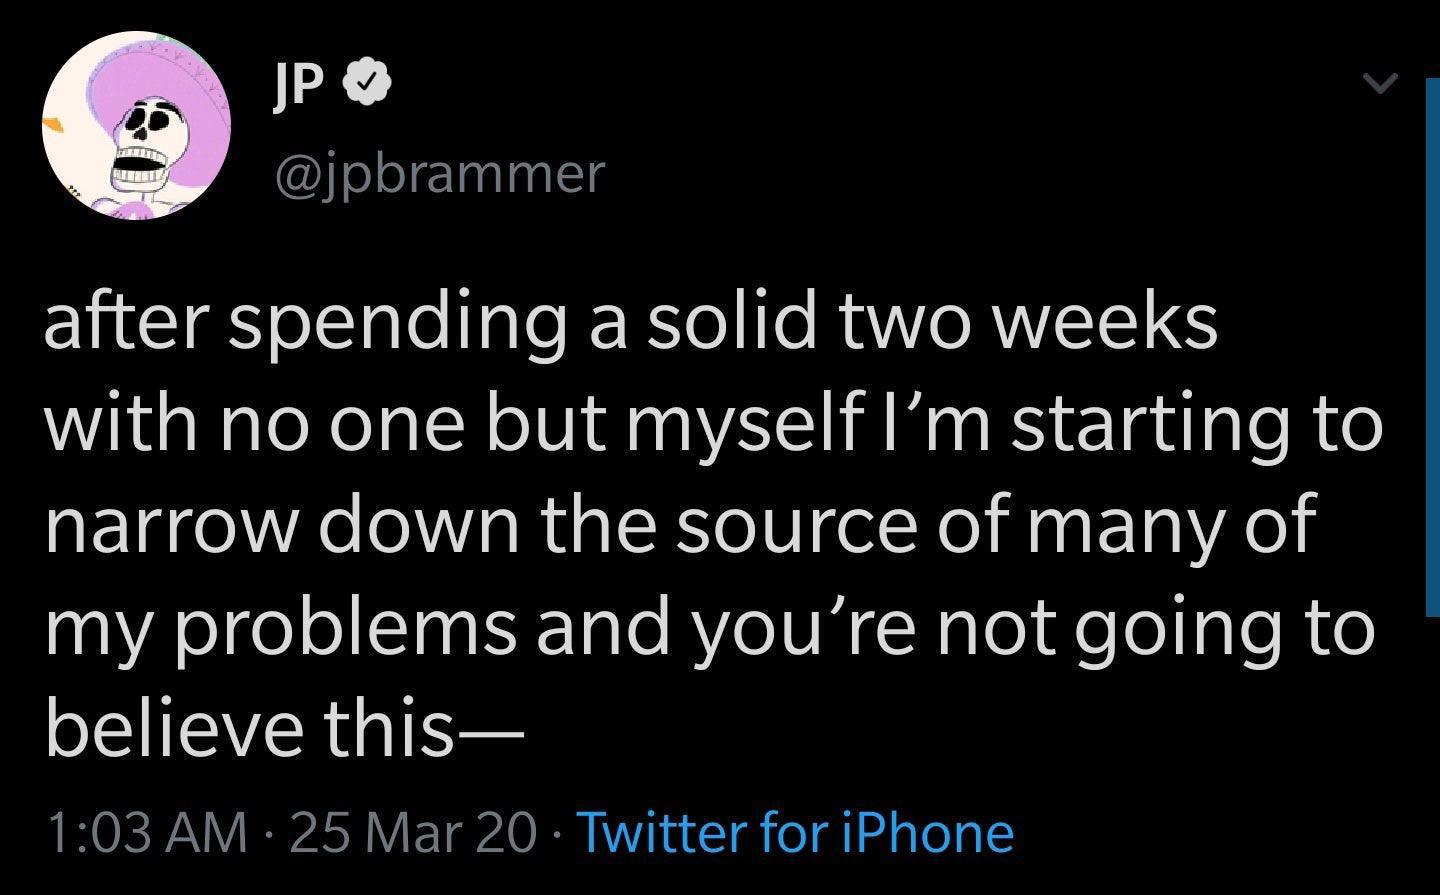 JP
@jpbrammer
after spending a solid two weeks
with no one but myself I’m starting to
narrow down the source of many of
my problems and you’re not going to
believe this—
1:03 AM · 25 Mar 20 · Twitter for iPhone